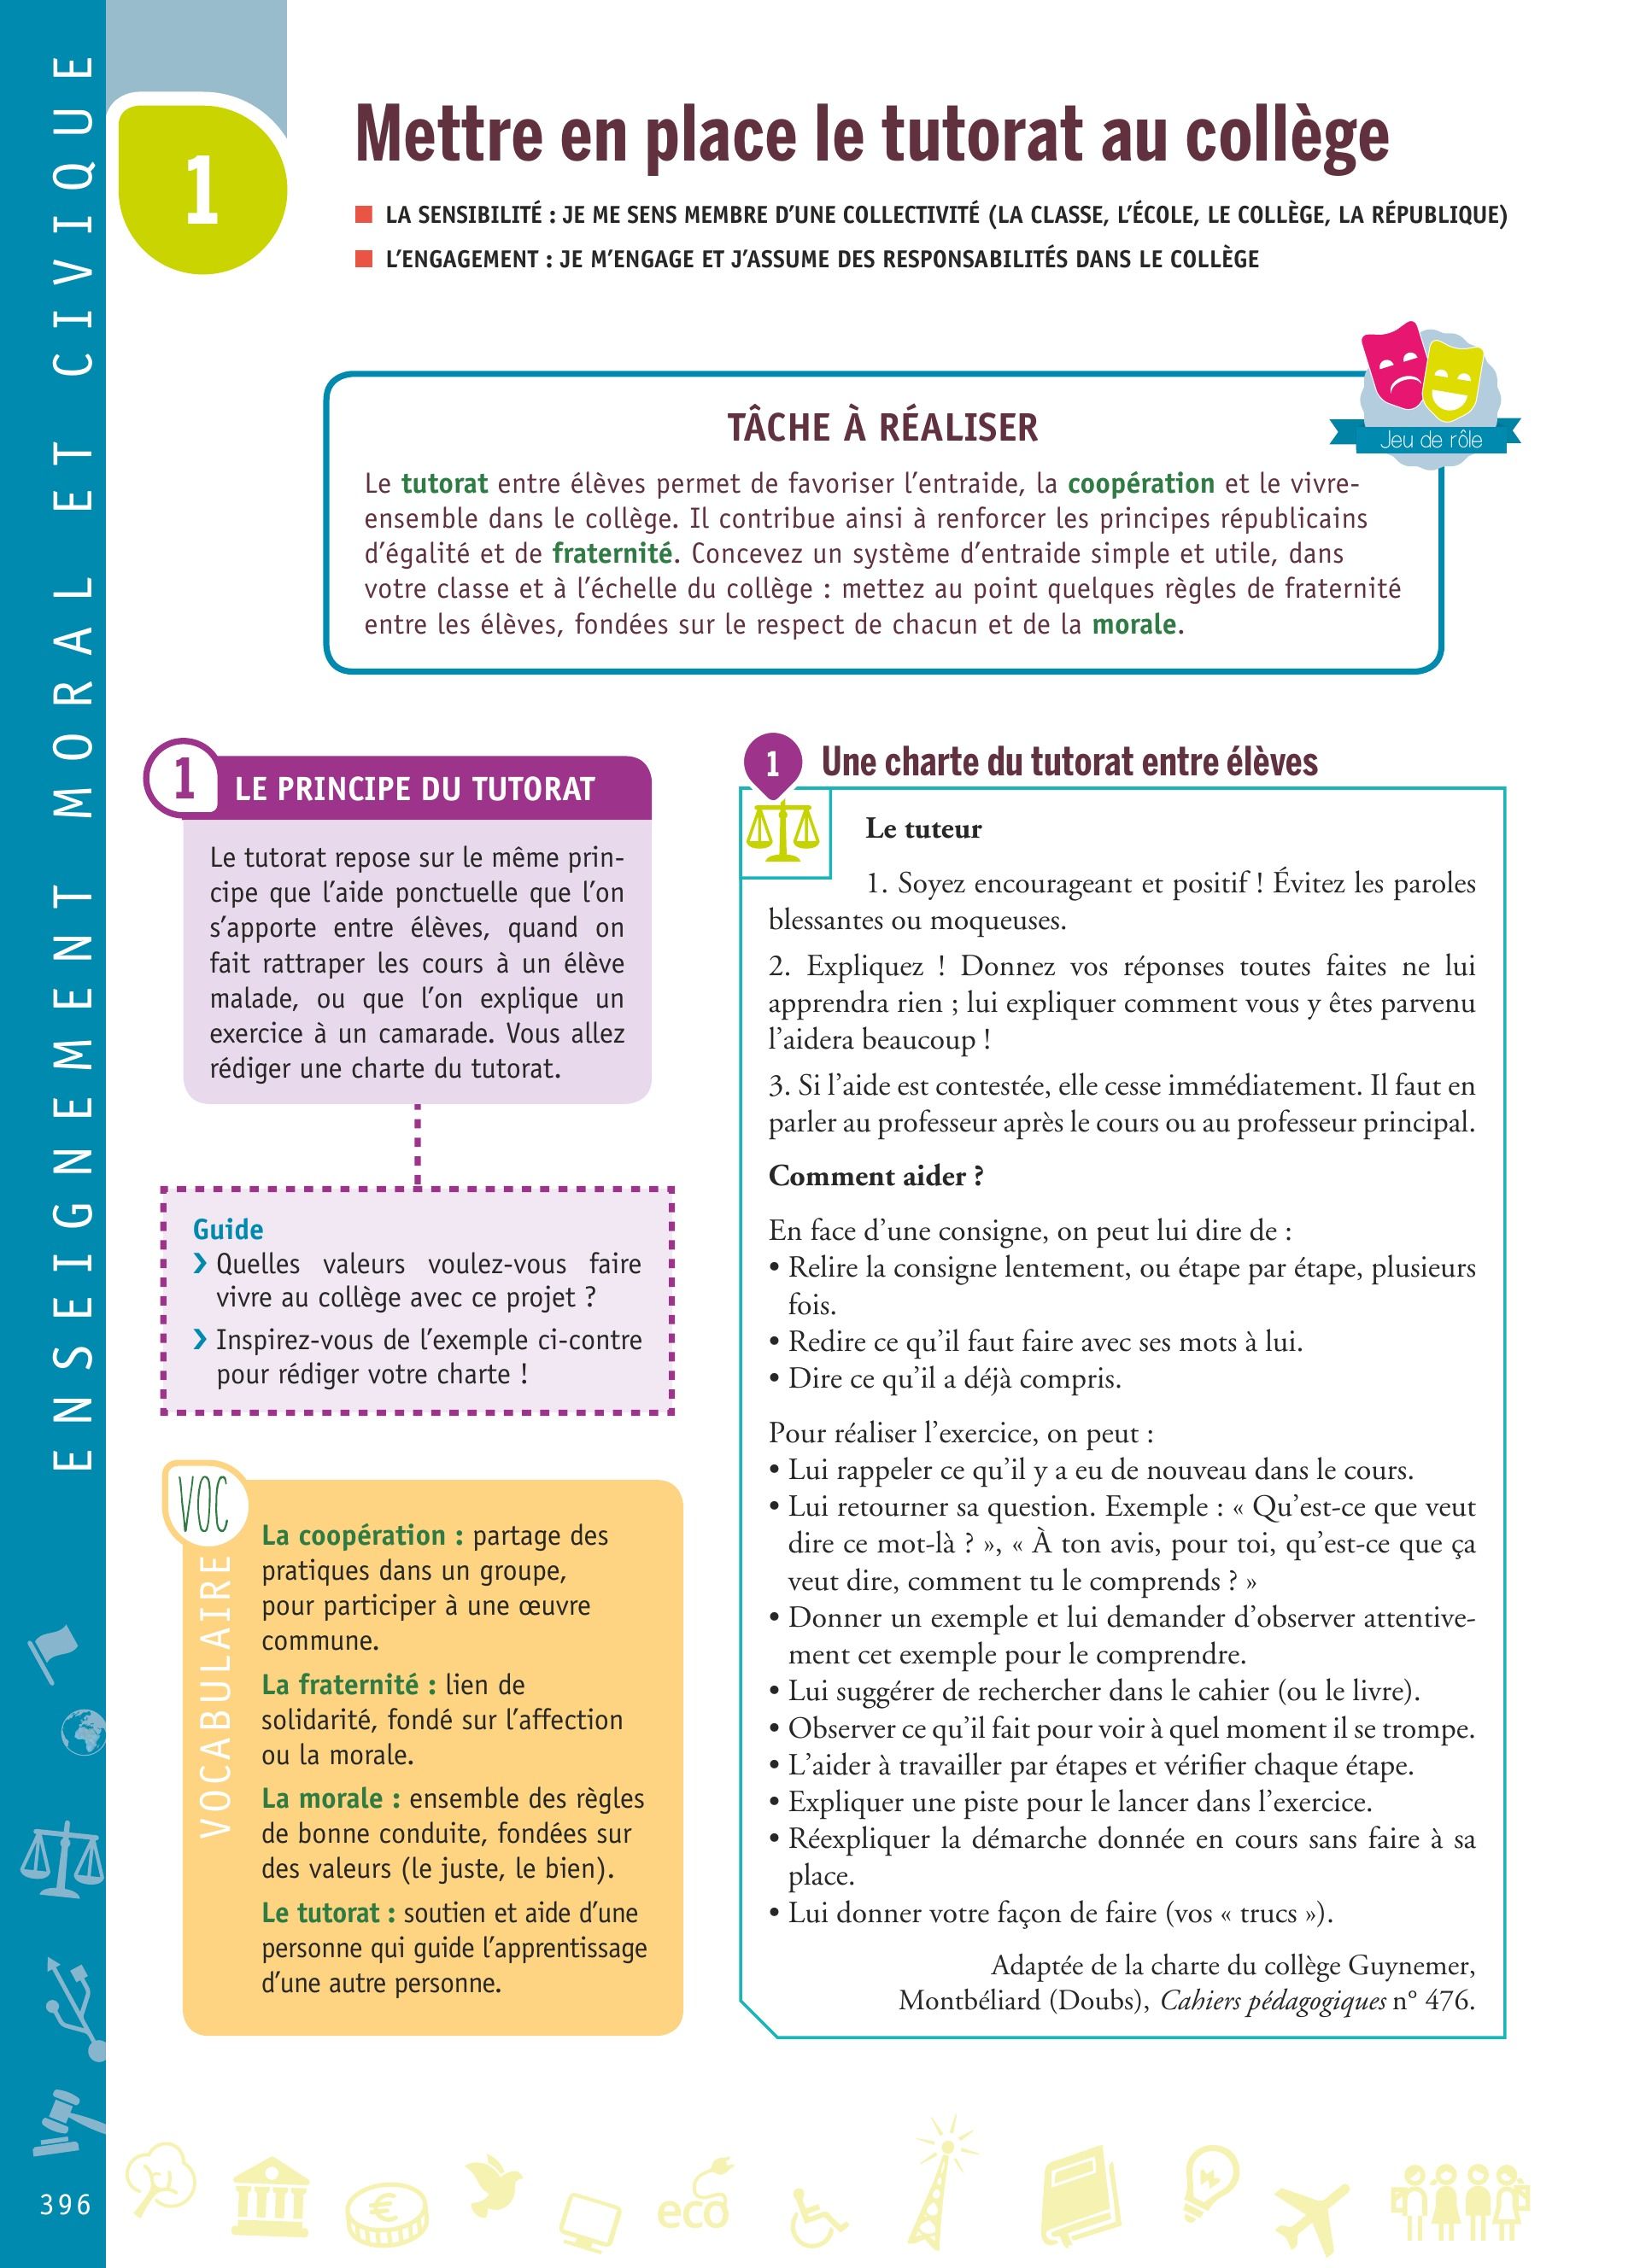 ENSEIGNEMENT MORAL ET CIVIQUE
1
Mettre en place le tutorat au collège
LA SENSIBILITÉ : JE ME SENS MEMBRE D’UNE COLLECTIVITÉ (LA CLASSE, L’ÉCOLE, LE COLLÈGE, LA RÉPUBLIQUE)
L’ENGAGEMENT : JE M’ENGAGE ET J’ASSUME DES RESPONSABILITÉS DANS LE COLLÈGE
Jeu de rôle
TÂCHE À RÉALISER
Le tutorat entre élèves permet de favoriser l’entraide, la coopération et le vivre-
ensemble dans le collège. Il contribue ainsi à renforcer les principes républicains
d’égalité et de fraternité. Concevez un système d’entraide simple et utile, dans
votre classe et à l’échelle du collège : mettez au point quelques règles de fraternité
entre les élèves, fondées sur le respect de chacun et de la morale.
1
LE PRINCIPE DU TUTORAT
Le tutorat repose sur le même prin-
cipe que l’aide ponctuelle que l’on
s’apporte entre élèves, quand on
fait rattraper les cours à un élève
malade, ou que l’on explique un
exercice à un camarade. Vous allez
rédiger une charte du tutorat.
Guide
❯ Quelles valeurs voulez-vous faire
vivre au collège avec ce projet ?
❯ Inspirez-vous de l’exemple ci-contre
pour rédiger votre charte !
VOC
VOCABULAIRE
La coopération : partage des
pratiques dans un groupe,
pour participer à une œuvre
commune.
La fraternité : lien de
solidarité, fondé sur l’affection
ou la morale.
La morale : ensemble des règles
de bonne conduite, fondées sur
des valeurs (le juste, le bien).
Le tutorat : soutien et aide d’une
personne qui guide l’apprentissage
d’une autre personne.
1
Une charte du tutorat entre élèves
Le tuteur
1. Soyez encourageant et positif ! Évitez les paroles
blessantes ou moqueuses.
2. Expliquez ! Donnez vos réponses toutes faites ne lui
apprendra rien ; lui expliquer comment vous y êtes parvenu
l’aidera beaucoup !
3. Si l’aide est contestée, elle cesse immédiatement. Il faut en
parler au professeur après le cours ou au professeur principal.
Comment aider ?
En face d’une consigne, on peut lui dire de :
• Relire la consigne lentement, ou étape par étape, plusieurs
fois.
• Redire ce qu’il faut faire avec ses mots à lui.
• Dire ce qu’il a déjà compris.
Pour réaliser l’exercice, on peut :
• Lui rappeler ce qu’il y a eu de nouveau dans le cours.
• Lui retourner sa question. Exemple : « Qu’est-ce que veut
dire ce mot-là ? », « À ton avis, pour toi, qu’est-ce que ça
veut dire, comment tu le comprends ? »
• Donner un exemple et lui demander d’observer attentive-
ment cet exemple pour le comprendre.
• Lui suggérer de rechercher dans le cahier (ou le livre).
• Observer ce qu’il fait pour voir à quel moment il se trompe.
• L’aider à travailler par étapes et vérifier chaque étape.
• Expliquer une piste pour le lancer dans l’exercice.
• Réexpliquer la démarche donnée en cours sans faire à sa
place.
• Lui donner votre façon de faire (vos « trucs »).
Adaptée de la charte du collège Guynemer,
Montbéliard (Doubs), Cahiers pédagogiques n° 476.
396
€
eco